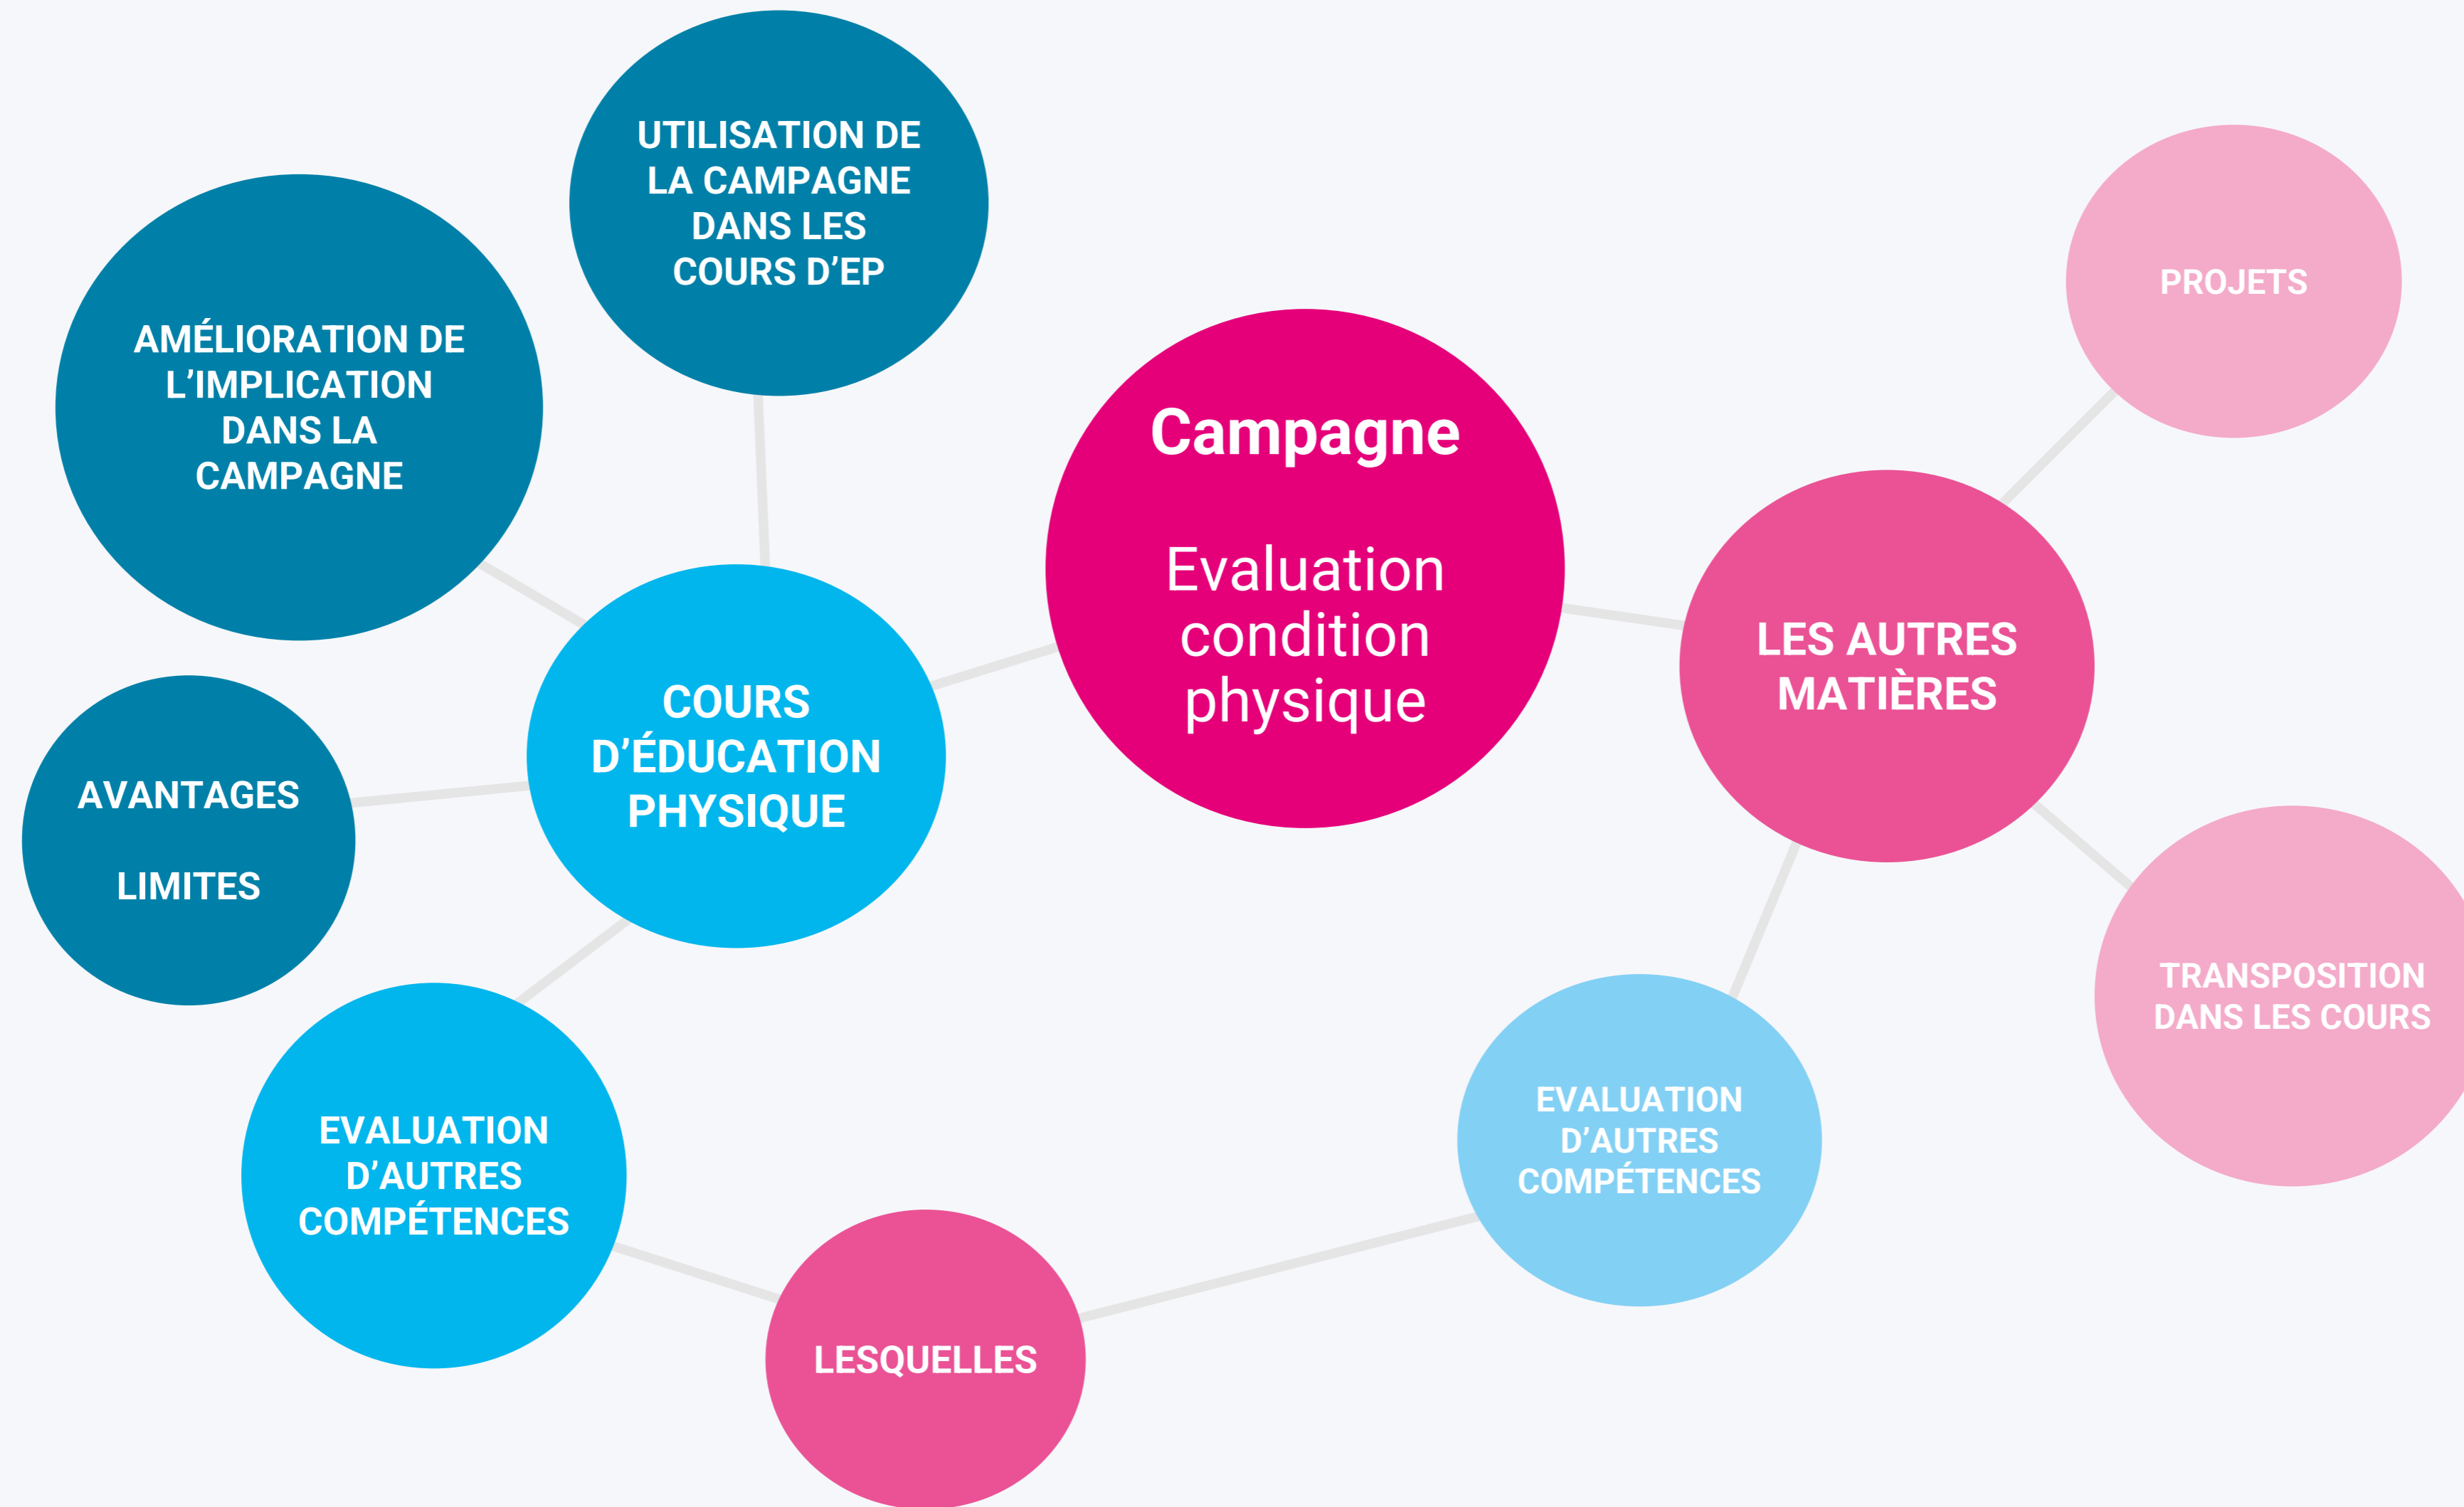 UTILISATION DE
LA CAMPAGNE
DANS LES
COURS D’EP
AMÉLIORATION DE
L’IMPLICATION
DANS LA
CAMPAGNE
PROJETS
Campagne
Evaluation
condition
physique
LES AUTRES
MATIÈRES
COURS
D’ÉDUCATION
PHYSIQUE
AVANTAGES
LIMITES
TRANSPOSITION
DANS LES COURS
EVALUATION
D’AUTRES
COMPÉTENCES
EVALUATION
D’AUTRES
COMPÉTENCES
LESQUELLES